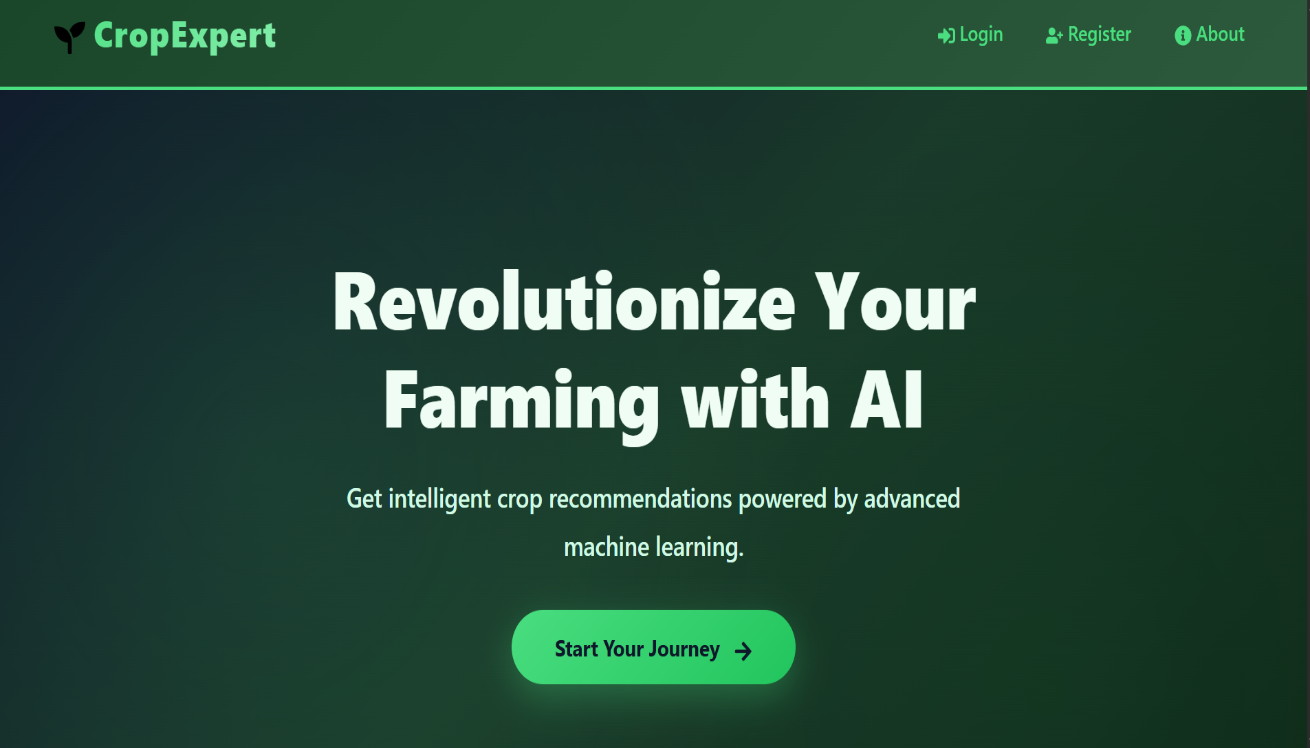 CropExpert
Login
Register
About
Revolutionize Your
Farming with AI
Get intelligent crop recommendations powered by advanced
machine learning.
Start Your Journey